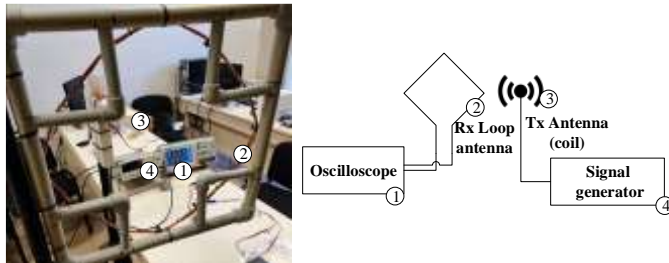 ③
②
④ ①
②
③
Rx Loop
antenna
Tx Antenna
(coil)
Oscilloscope
①
Signal
generator
④